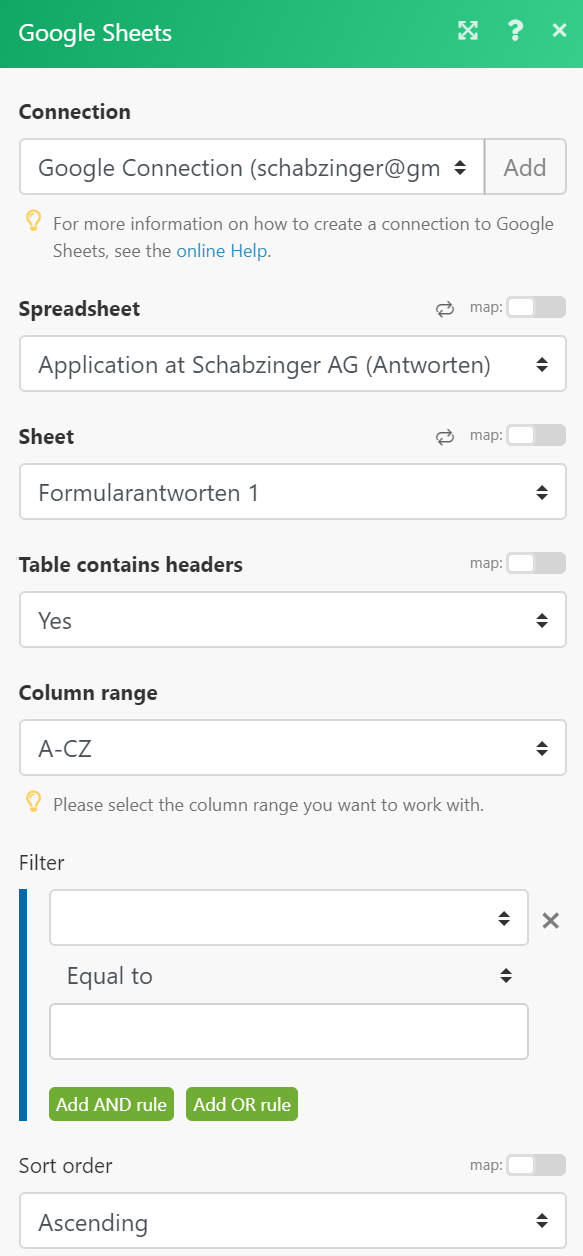 Google Sheets
?
Connection
Google Connection (schabzinger@gm
Add
For more information on how to create a connection to Google
Sheets, see the online Help.
Spreadsheet
map:
Application at Schabzinger AG (Antworten)
Sheet
map:
Formularantworten 1
Table contains headers
map:
Yes
Column range
A-CZ
Please select the column range you want to work with.
Filter
Equal to
Add AND rule
Add OR rule
Sort order
map:
Ascending